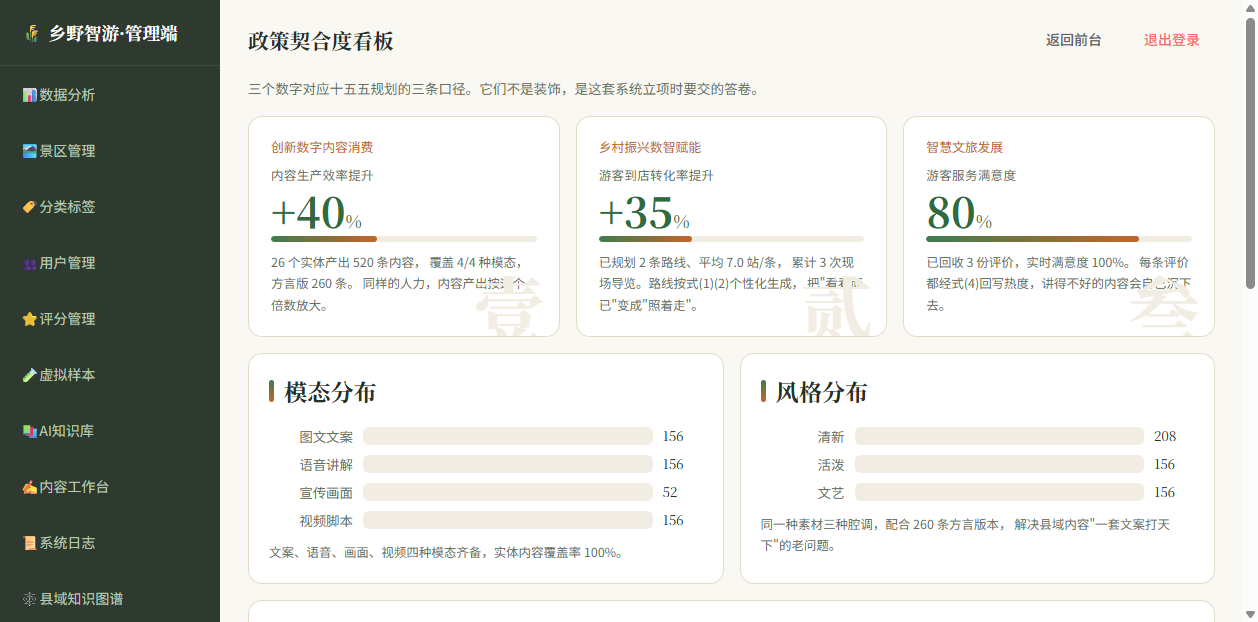 乡野智游·管理端
数据分析
景区管理
分类标签
用户管理
评分管理
虚拟样本
AI知识库
内容工作台
系统日志
县域知识图谱
政策契合度看板
返回前台
退出登录
三个数字对应十五五规划的三条口径。它们不是装饰，是这套系统立项时要交的答卷。
创新数字内容消费
内容生产效率提升
+40%
26 个实体产出 520 条内容， 覆盖 4/4 种模态，
方言版 260 条。 同样的人力，内容产出按这个
倍数放大。
壹
乡村振兴数智赋能
游客到店转化率提升
+35%
已规划 2 条路线、平均 7.0 站/条， 累计 3 次现
场导览。路线按式(1)(2)个性化生成， 把"看看而
已"变成"照着走"。
贰
智慧文旅发展
游客服务满意度
80%
已回收 3 份评价，实时满意度 100%。 每条评价
都经式(4)回写热度，讲得不好的内容会自己沉下
去。
叁
模态分布
图文文案 156
语音讲解 156
宣传画面 52
视频脚本 156
文案、语音、画面、视频四种模态齐备，实体内容覆盖率 100%。
风格分布
清新 208
活泼 156
文艺 156
同一种素材三种腔调，配合 260 条方言版本， 解决县域内容"一套文案打天
下"的老问题。